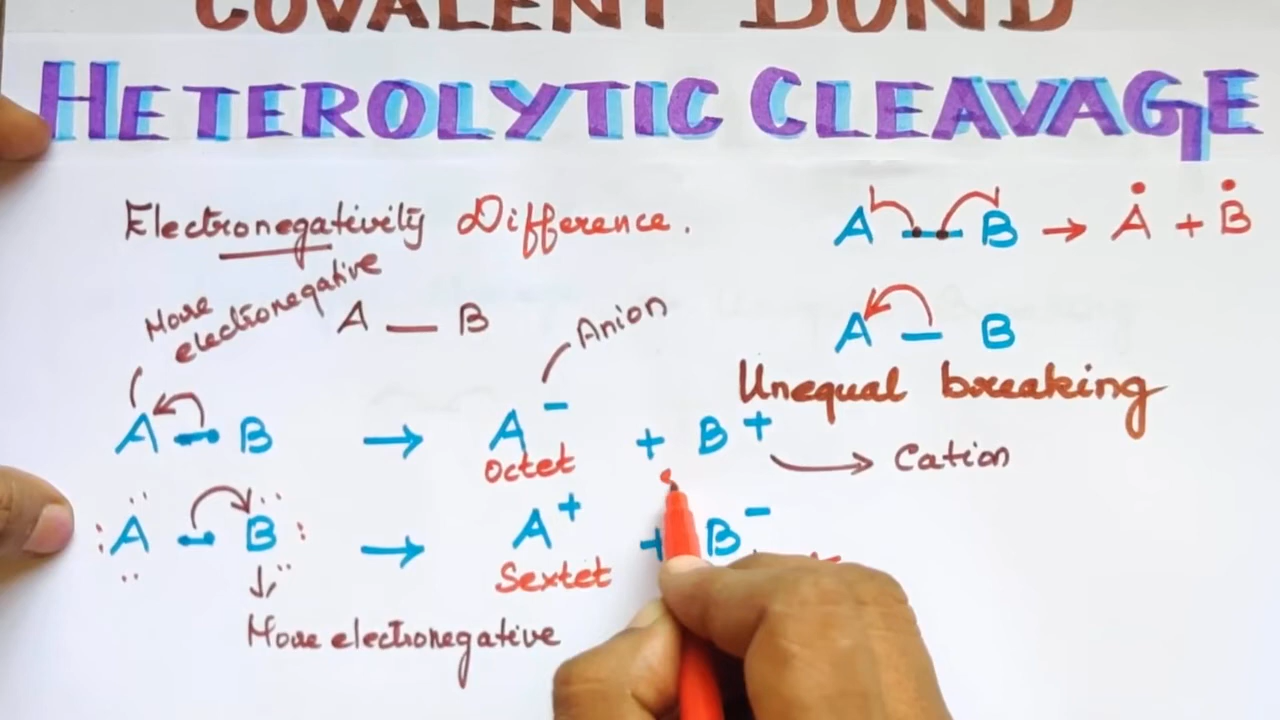 COVALENT BOND
HETEROLYTIC CLEAVAGE
Electronegativity Difference.
A — B → Ȧ + Ḃ
More electronegative
A — B
Anion
A — B
Unequal breaking
A — B → A⁻ + B⁺
Octet
Cation
:A — B: → A⁺ + B⁻
Sextet
More electronegative